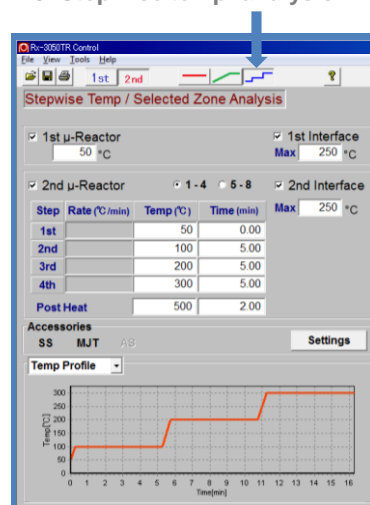 Rx-3050TR Control
File View Tools Help
1st 2nd ?
Stepwise Temp / Selected Zone Analysis
1st μ-Reactor 1st Interface
50 °C Max 250 °C
2nd μ-Reactor 1 - 4 5 - 8 2nd Interface
Step Rate (℃/min) Temp (℃) Time (min) Max 250 °C
1st 50 0.00
2nd 100 5.00
3rd 200 5.00
4th 300 5.00
Post Heat 500 2.00
Accessories
SS MJT AS Settings
Temp Profile
300
250
200
150
100
50
0
Temp[℃]
0 1 2 3 4 5 6 7 8 9 10 11 12 13 14 15 16
Time[min]